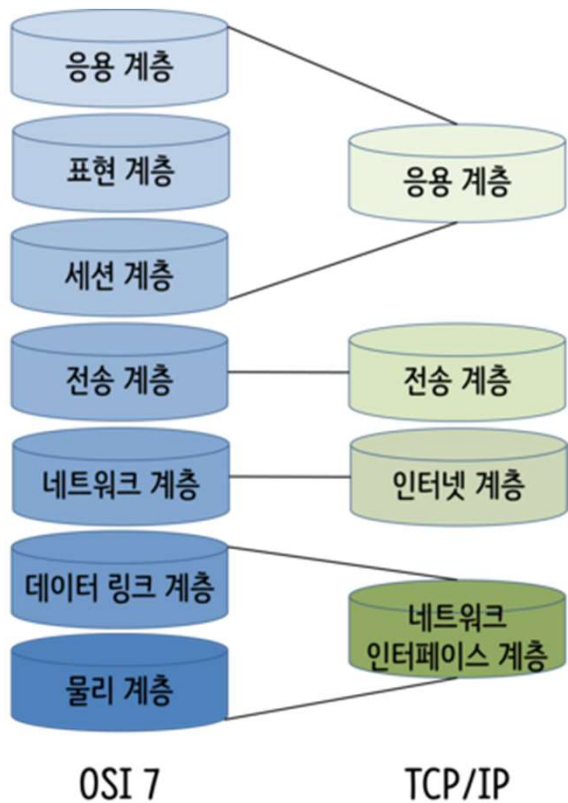 응용 계층
표현 계층
세션 계층
전송 계층
네트워크 계층
데이터 링크 계층
물리 계층
OSI 7
응용 계층
전송 계층
인터넷 계층
네트워크
인터페이스 계층
TCP/IP